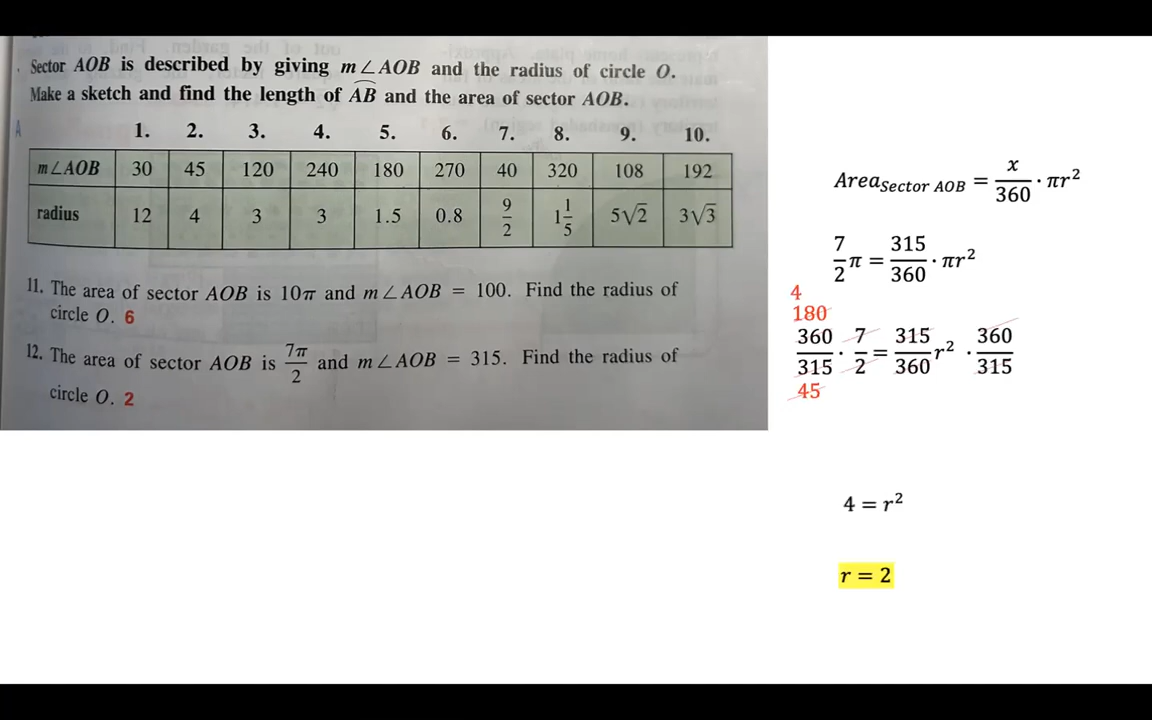 Sector AOB is described by giving m∠AOB and the radius of circle O.
Make a sketch and find the length of AB and the area of sector AOB.
A
1. 2. 3. 4. 5. 6. 7. 8. 9. 10.
m∠AOB 30 45 120 240 180 270 40 320 108 192
radius 12 4 3 3 1.5 0.8 9/2 1 1/5 5√2 3√3
11. The area of sector AOB is 10π and m∠AOB = 100. Find the radius of
circle O. 6
12. The area of sector AOB is 7π/2 and m∠AOB = 315. Find the radius of
circle O. 2
Area Sector AOB = x/360 · πr²
7/2 π = 315/360 · πr²
4
180
360/315 · 7/2 = 315/360 r² · 360/315
45
4 = r²
r = 2